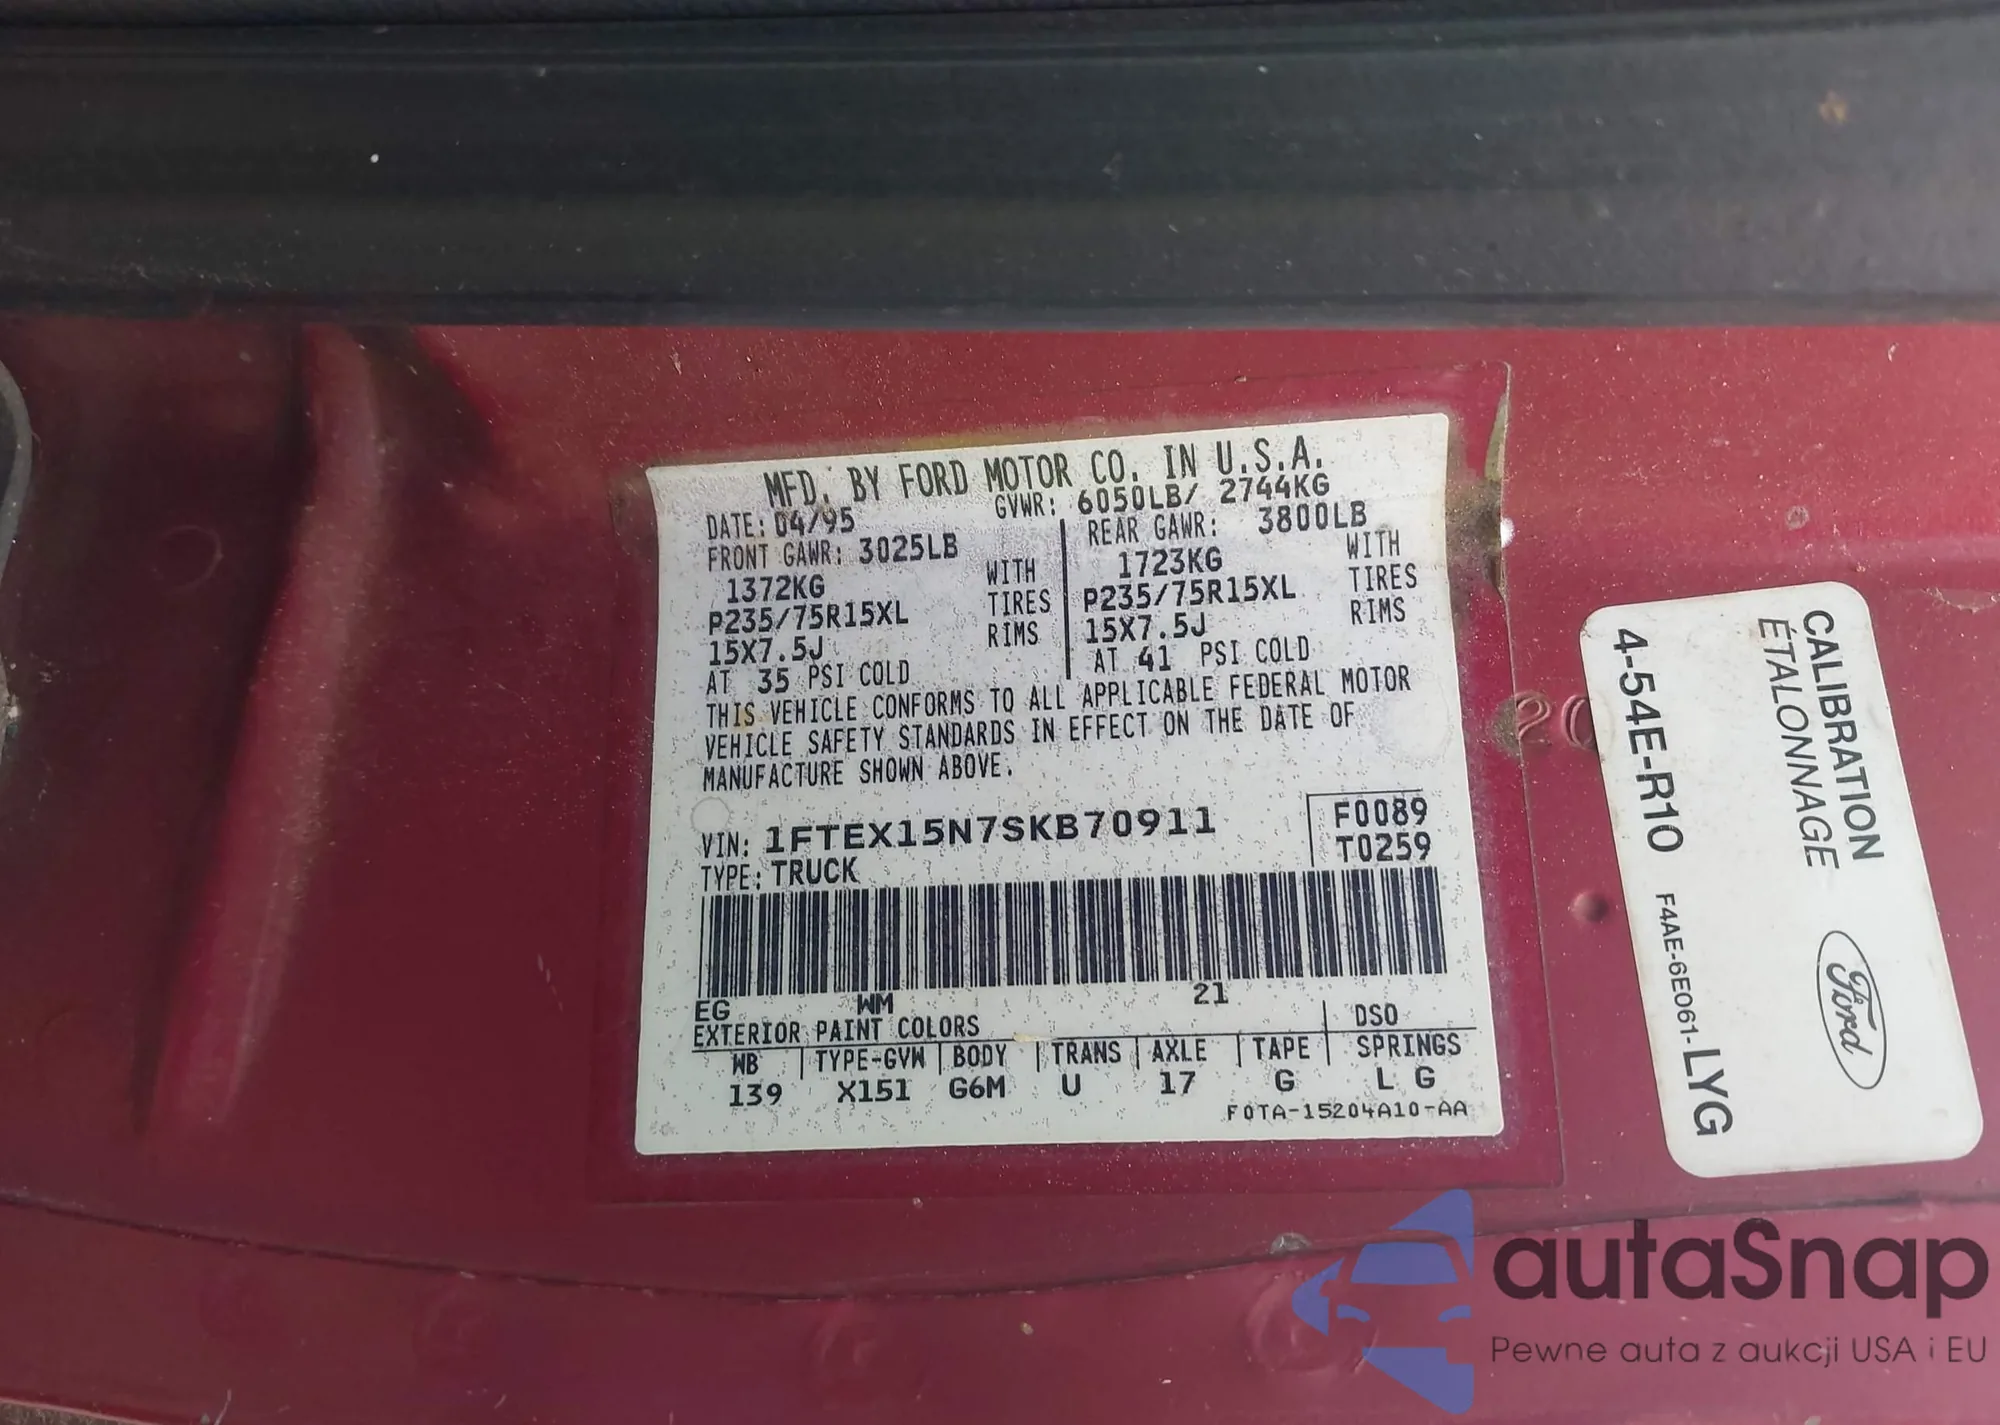 MFD. BY FORD MOTOR CO. IN U.S.A.
DATE: 04/95 GVWR: 6050LB/ 2744KG
FRONT GAWR: 3025LB REAR GAWR: 3800LB
1372KG WITH 1723KG WITH
P235/75R15XL TIRES P235/75R15XL TIRES
15X7.5J RIMS 15X7.5J RIMS
AT 35 PSI COLD AT 41 PSI COLD
THIS VEHICLE CONFORMS TO ALL APPLICABLE FEDERAL MOTOR
VEHICLE SAFETY STANDARDS IN EFFECT ON THE DATE OF
MANUFACTURE SHOWN ABOVE.
VIN: 1FTEX15N7SKB70911 F0089
TYPE: TRUCK T0259
EG WM 21
EXTERIOR PAINT COLORS DSO
WB TYPE-GVW BODY TRANS AXLE TAPE SPRINGS
139 X151 G6M U 17 G L G
F0TA-15204A10-AA
CALIBRATION
ÉTALONNAGE
4-54E-R10 F4AE-6E061-LYG
Ford
20
autaSnap
Pewne auta z aukcji USA i EU